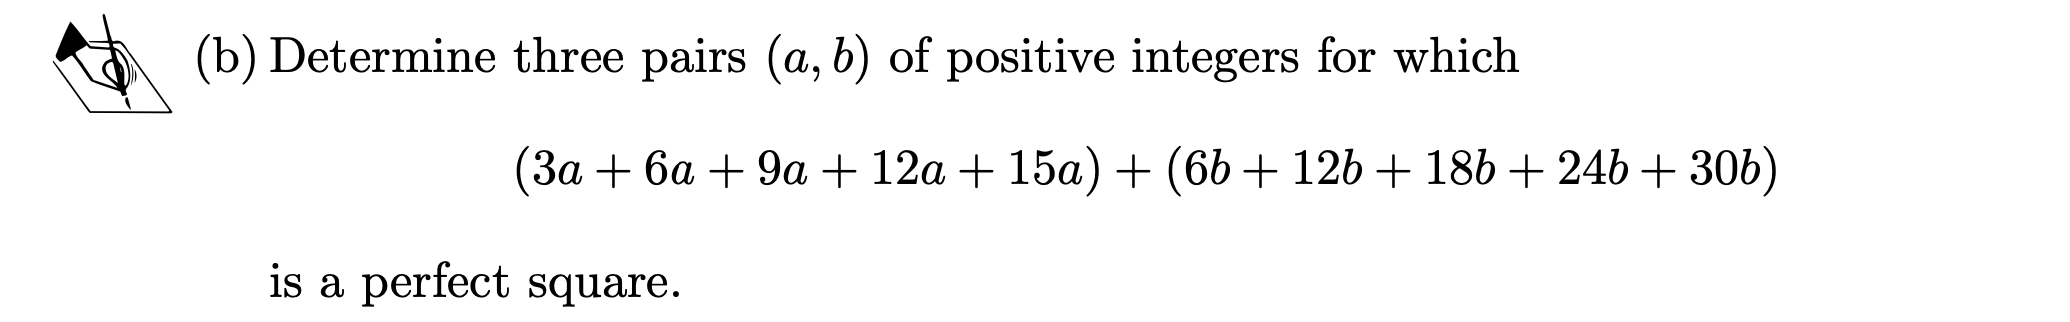 (b) Determine three pairs (a, b) of positive integers for which
(3a + 6a + 9a + 12a + 15a) + (6b + 12b + 18b + 24b + 30b)
is a perfect square.